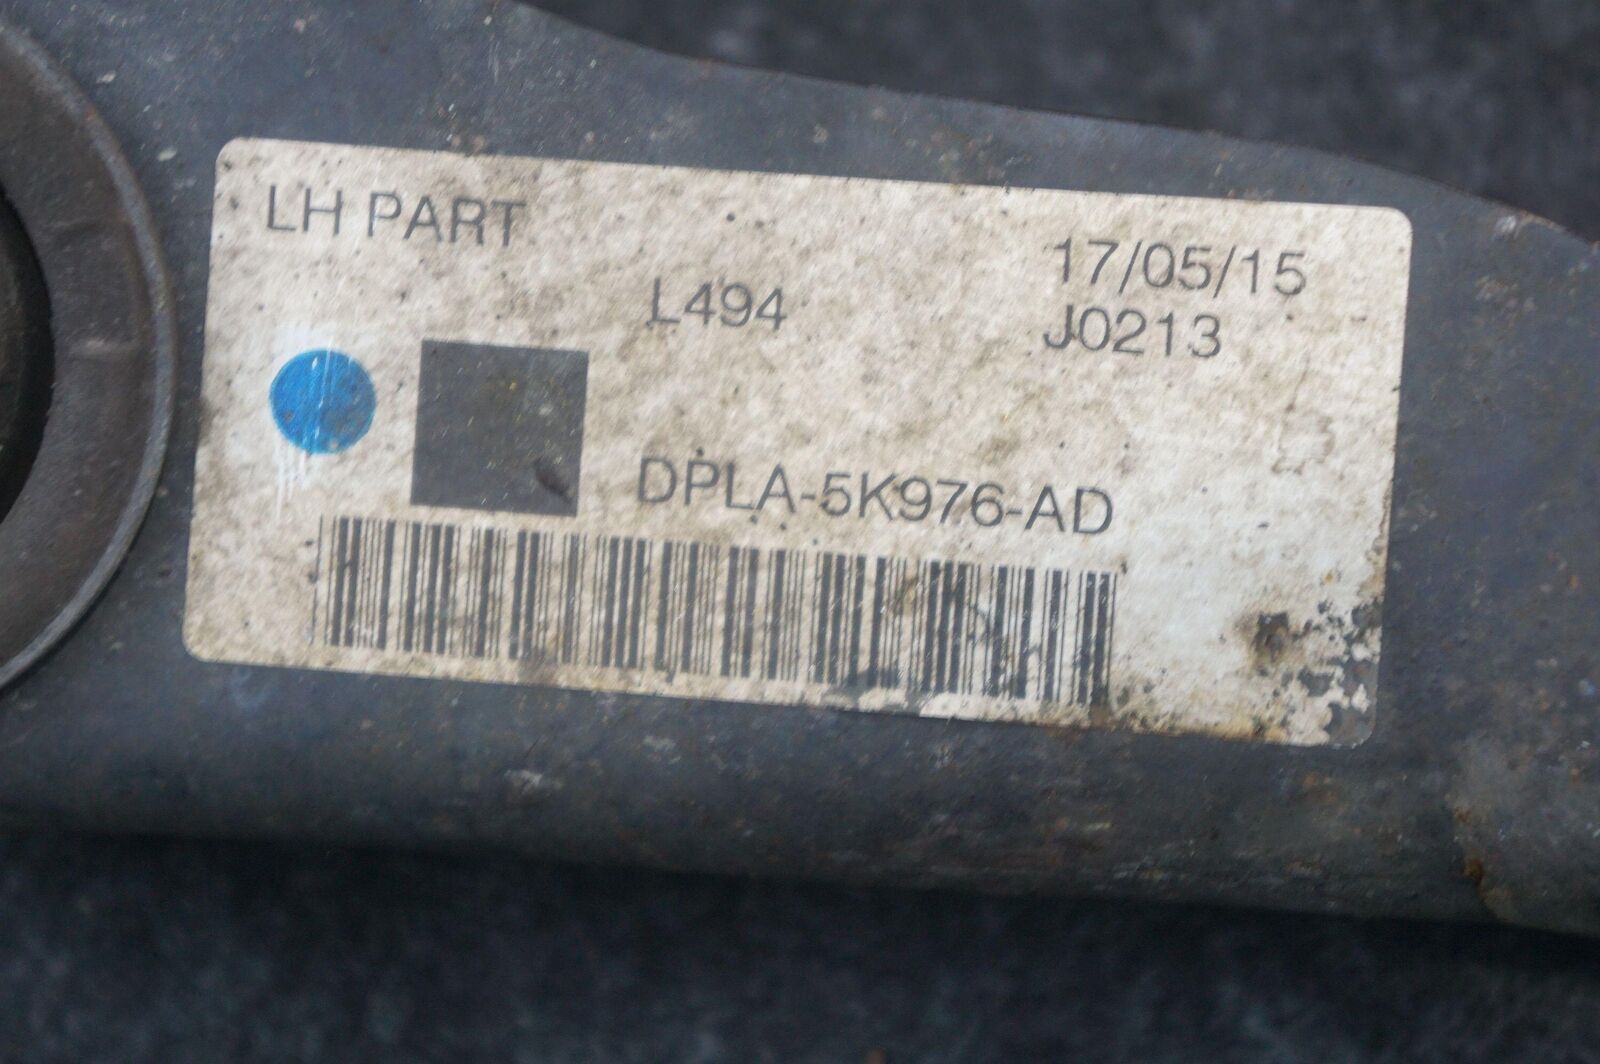 LH PART
17/05/15
L494
J0213
DPLA-5K976-AD